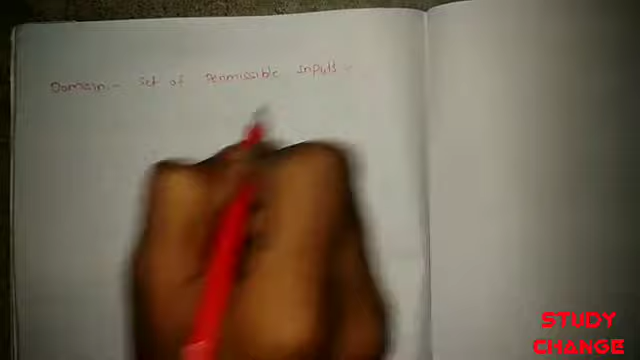 Domain:- Set of Permissible Inputs.
STUDY
CHANGE